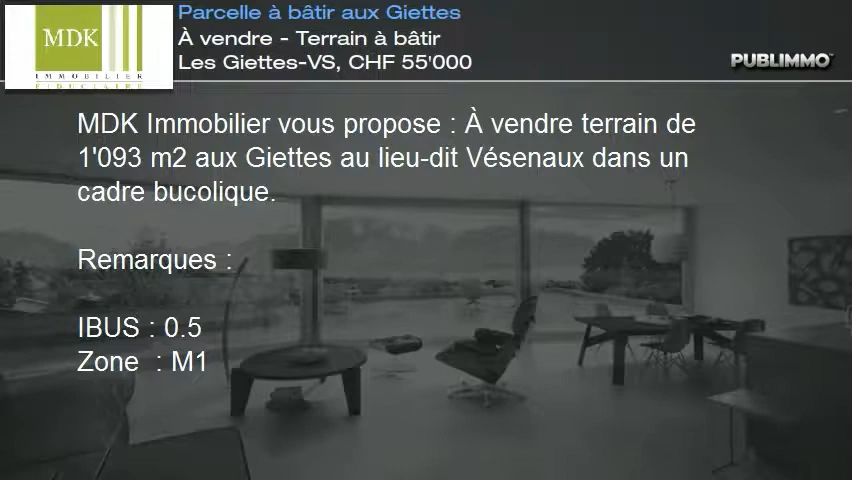 MDK
IMMOBILIER
FIDUCIAIRE
Parcelle à bâtir aux Giettes
À vendre - Terrain à bâtir
Les Giettes-VS, CHF 55'000
PUBLIMMO
MDK Immobilier vous propose : À vendre terrain de
1'093 m2 aux Giettes au lieu-dit Vésenaux dans un
cadre bucolique.
Remarques :
IBUS : 0.5
Zone : M1